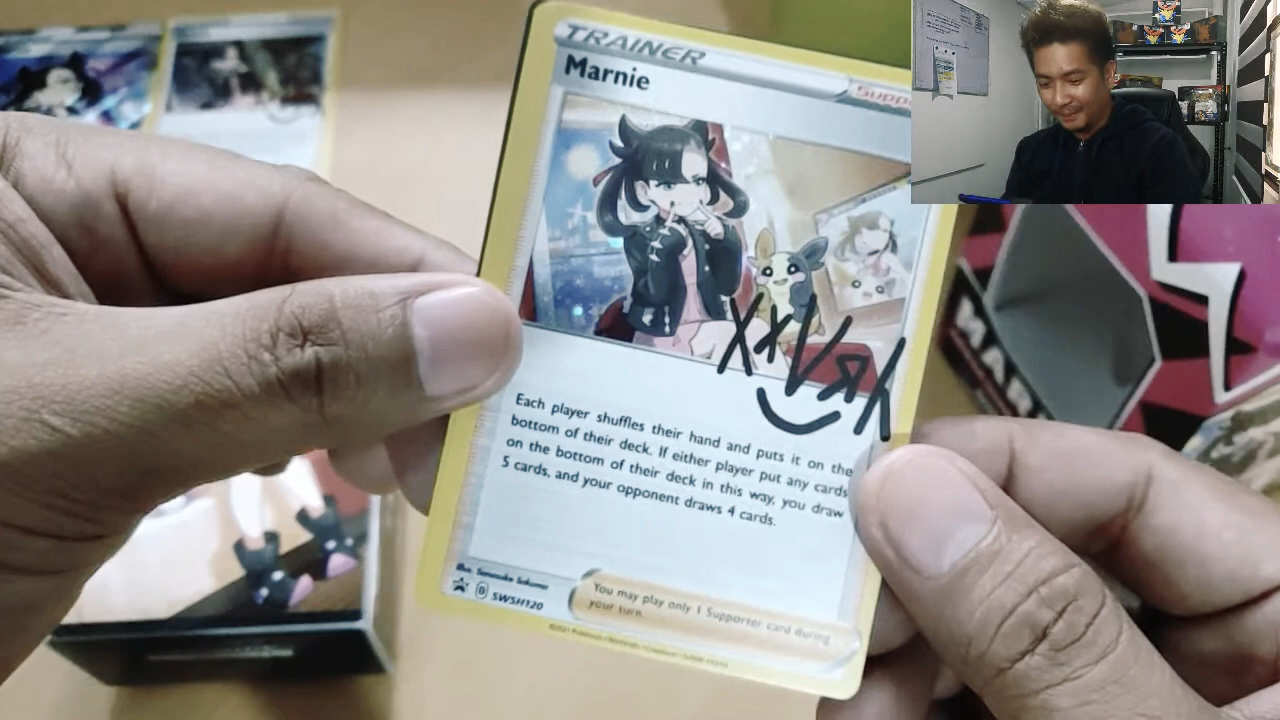 TRAINER
Marnie
Each player shuffles their hand and puts it on the
bottom of their deck. If either player put any cards
on the bottom of their deck in this way, you draw
5 cards, and your opponent draws 4 cards.
SWSH120
You may play only 1 Supporter card during
your turn.